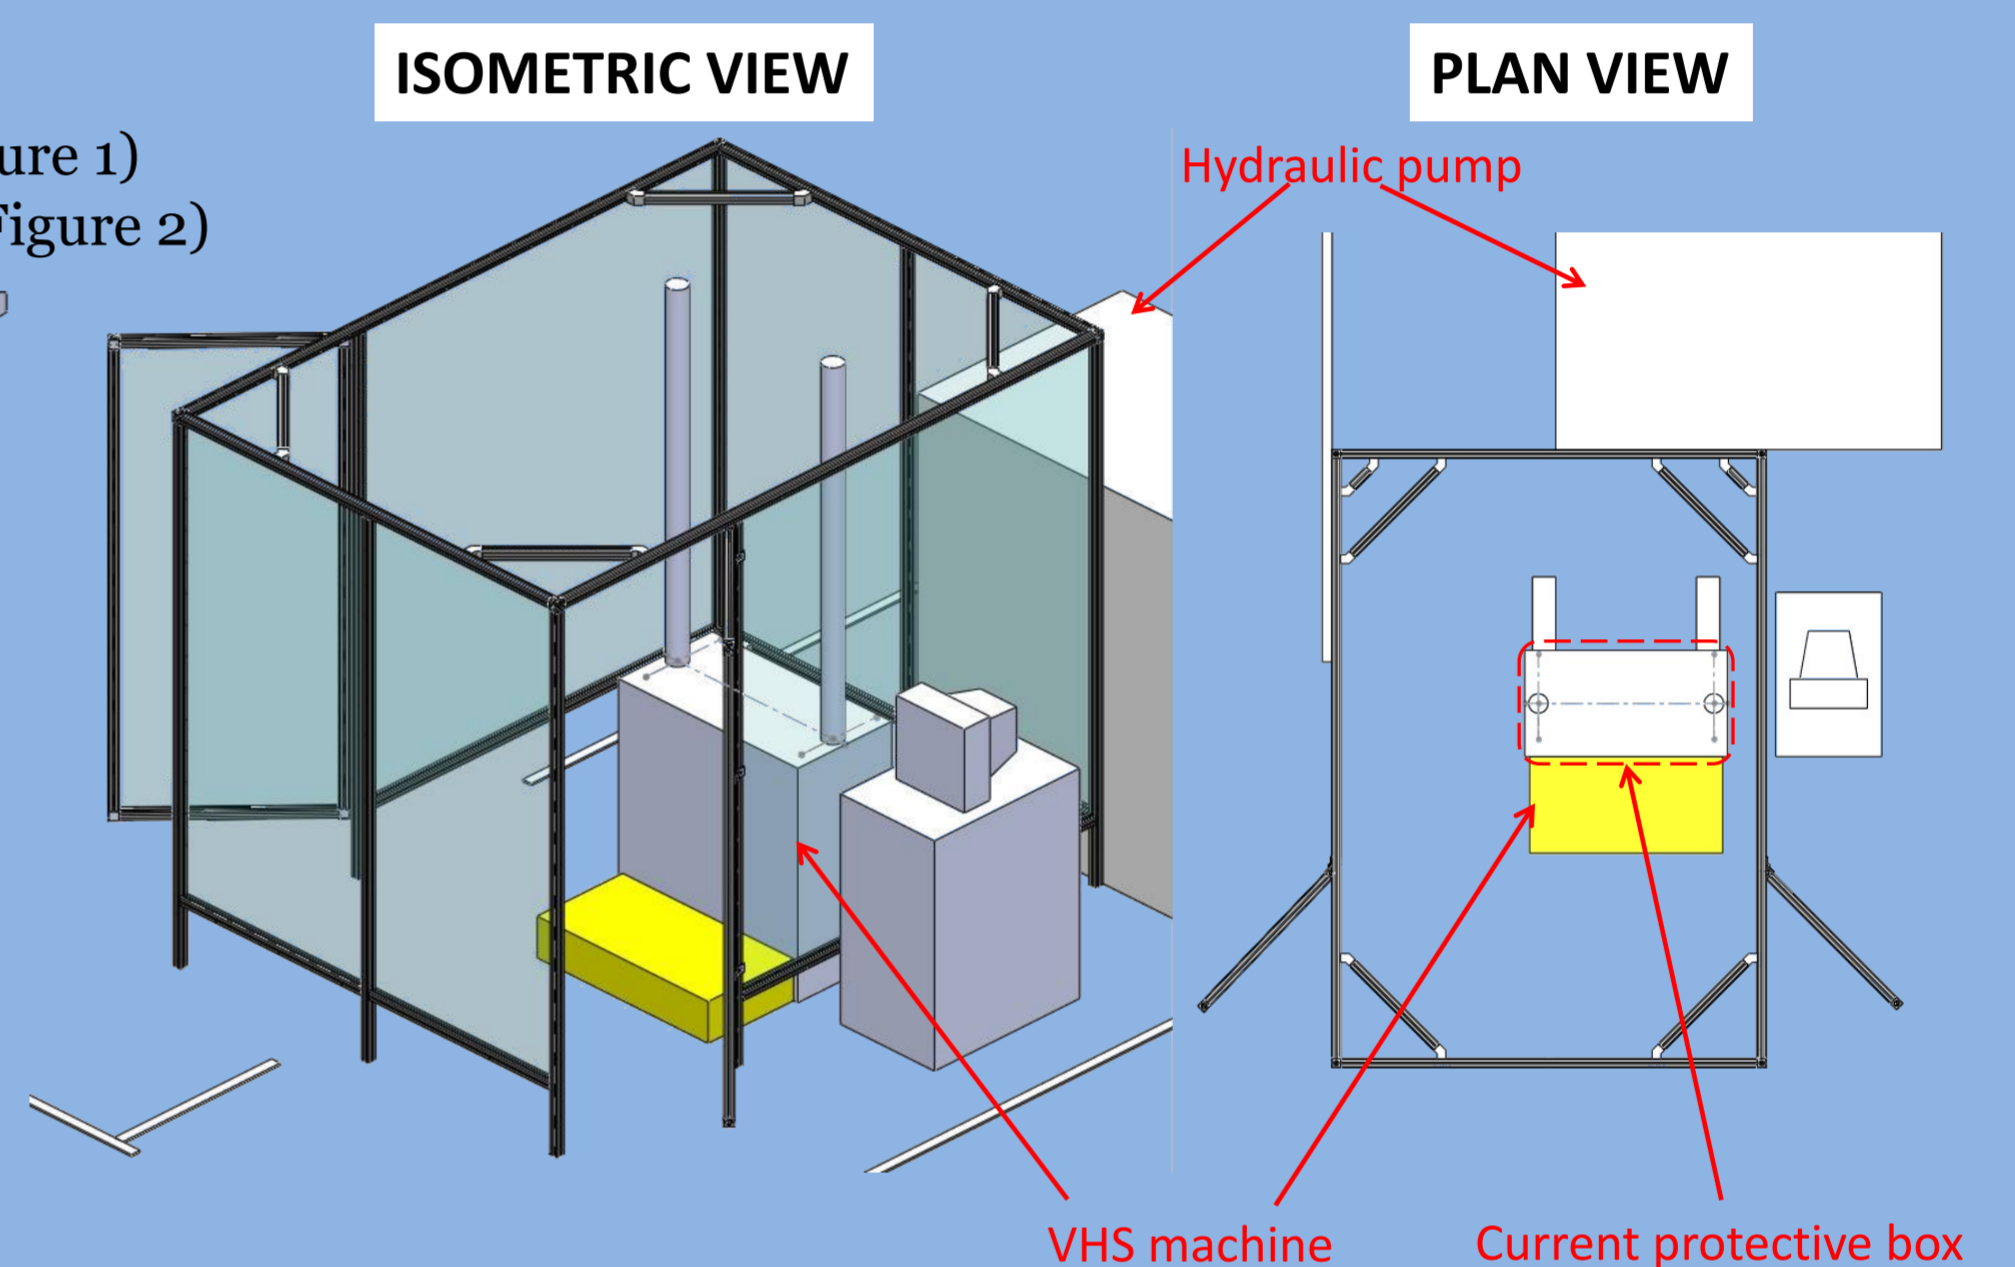 ISOMETRIC VIEW
PLAN VIEW
ure 1)
Figure 2)
Hydraulic pump
VHS machine
Current protective box